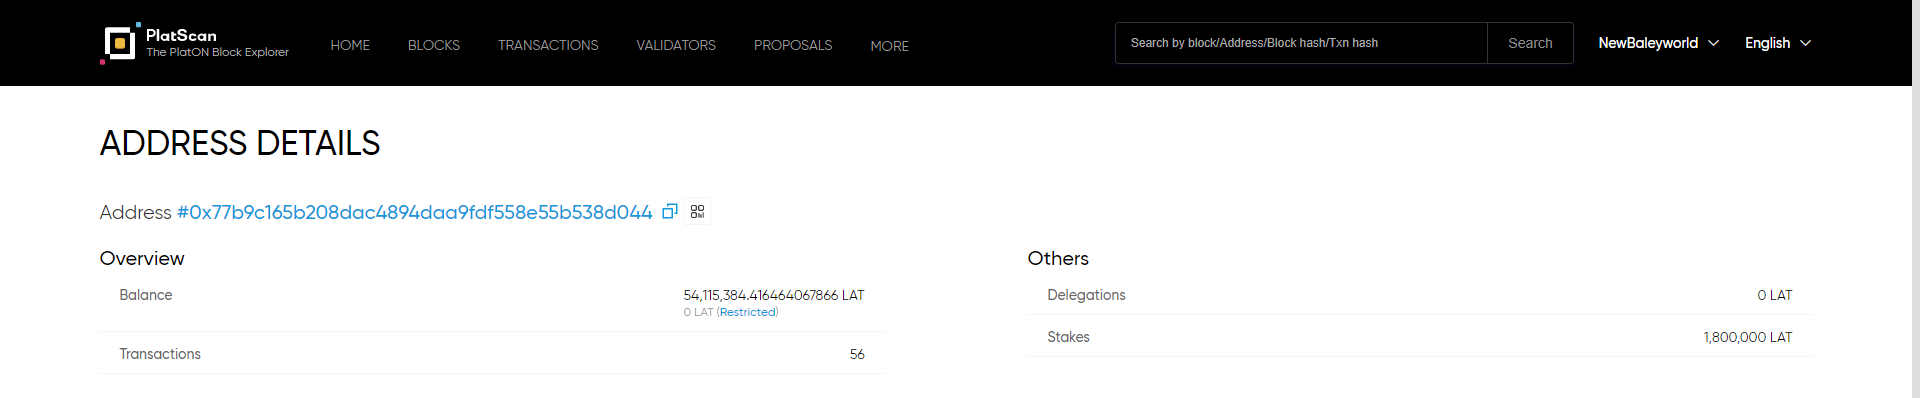 PlatScan
The PlatON Block Explorer
HOME
BLOCKS
TRANSACTIONS
VALIDATORS
PROPOSALS
MORE
Search by block/Address/Block hash/Txn hash
Search
NewBaleyworld
English
ADDRESS DETAILS
Address #0x77b9c165b208dac4894daa9fdf558e55b538d044
Overview
Balance
54,115,384.416464067866 LAT
0 LAT (Restricted)
Transactions
56
Others
Delegations
0 LAT
Stakes
1,800,000 LAT